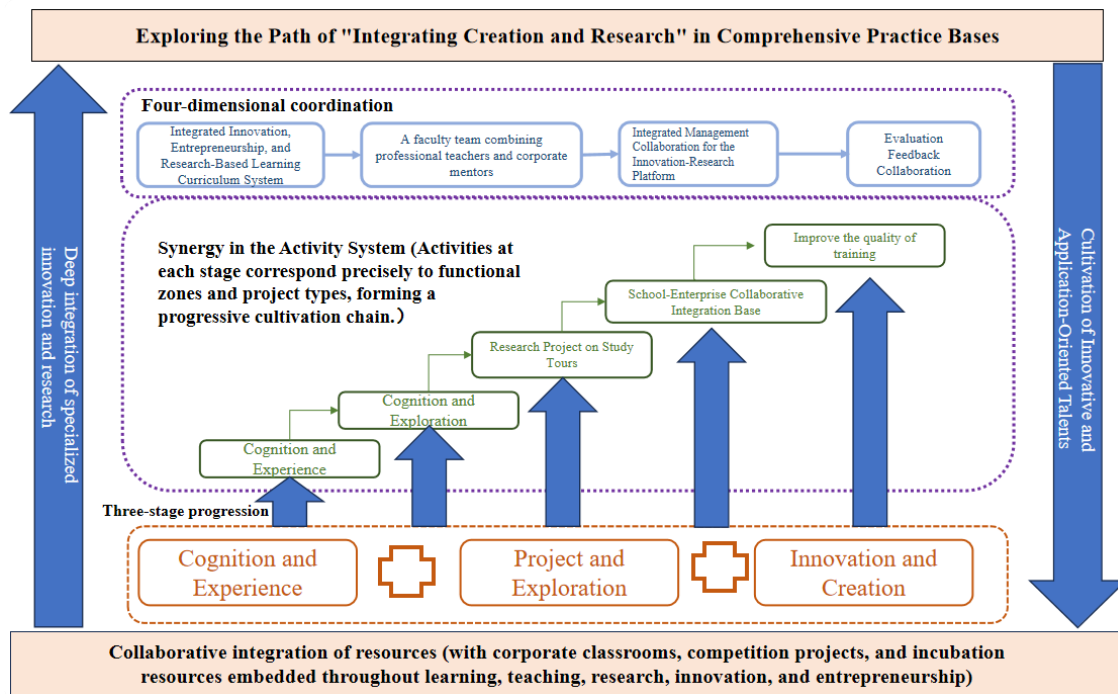 Exploring the Path of "Integrating Creation and Research" in Comprehensive Practice Bases
Four-dimensional coordination
Integrated Innovation,
Entrepreneurship, and
Research-Based Learning
Curriculum System
A faculty team combining
professional teachers and corporate
mentors
Integrated Management
Collaboration for the
Innovation-Research
Platform
Evaluation
Feedback
Collaboration
Deep integration of specialized
innovation and research
Cultivation of Innovative and
Application-Oriented Talents
Synergy in the Activity System (Activities at
each stage correspond precisely to functional
zones and project types, forming a
progressive cultivation chain.）
Improve the quality of
training
School-Enterprise Collaborative
Integration Base
Research Project on Study
Tours
Cognition and
Exploration
Cognition and
Experience
Three-stage progression
Cognition and
Experience
Project and
Exploration
Innovation and
Creation
Collaborative integration of resources (with corporate classrooms, competition projects, and incubation
resources embedded throughout learning, teaching, research, innovation, and entrepreneurship)